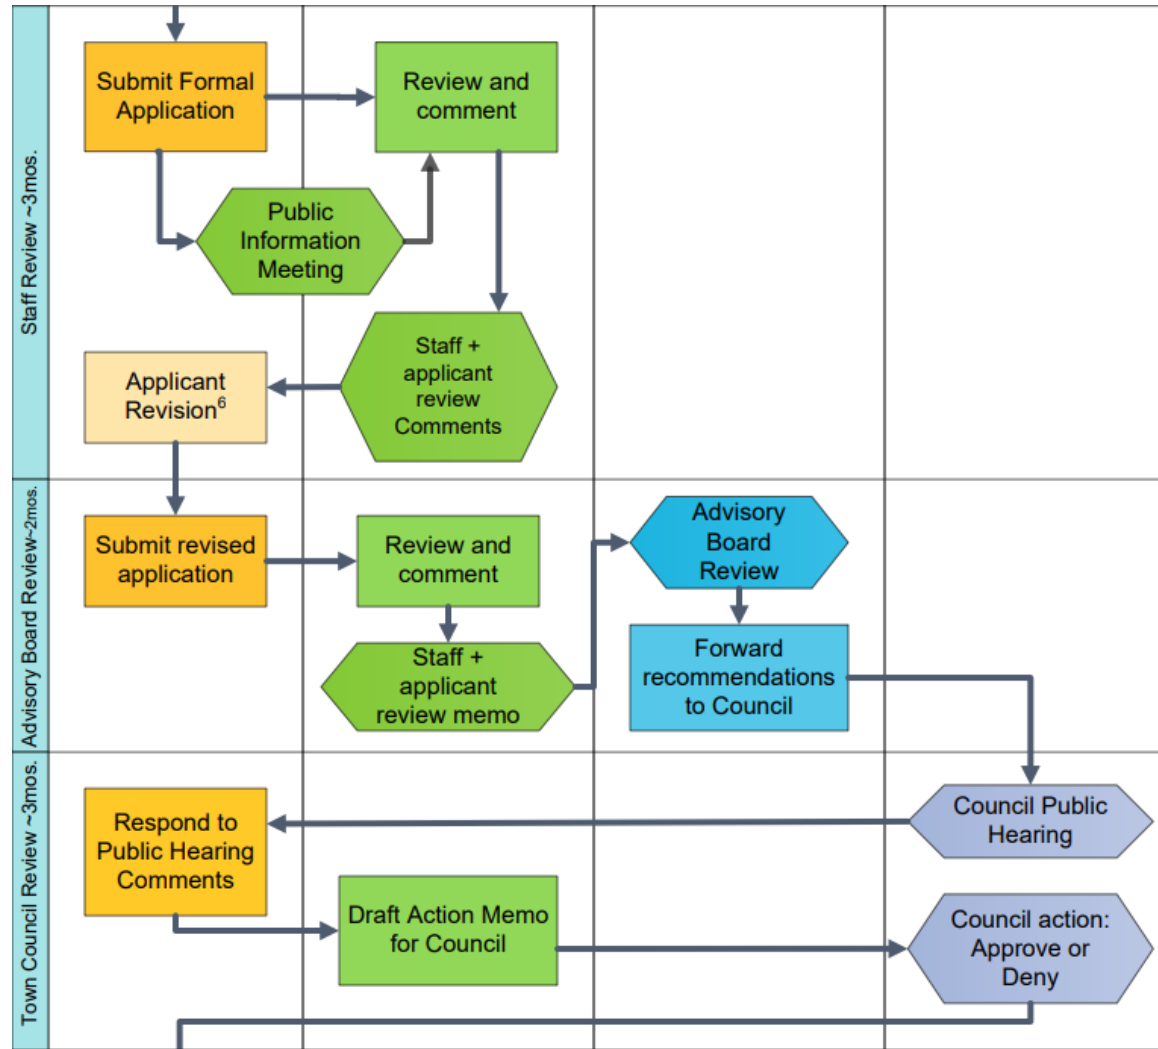 Staff Review ~3mos.
Submit Formal
Application
Review and
comment
Public
Information
Meeting
Staff +
applicant
review
Comments
Applicant
Revision⁶
Advisory Board Review~2mos.
Submit revised
application
Review and
comment
Staff +
applicant
review memo
Advisory
Board
Review
Forward
recommendations
to Council
Town Council Review ~3mos.
Council Public
Hearing
Respond to
Public Hearing
Comments
Draft Action Memo
for Council
Council action:
Approve or
Deny